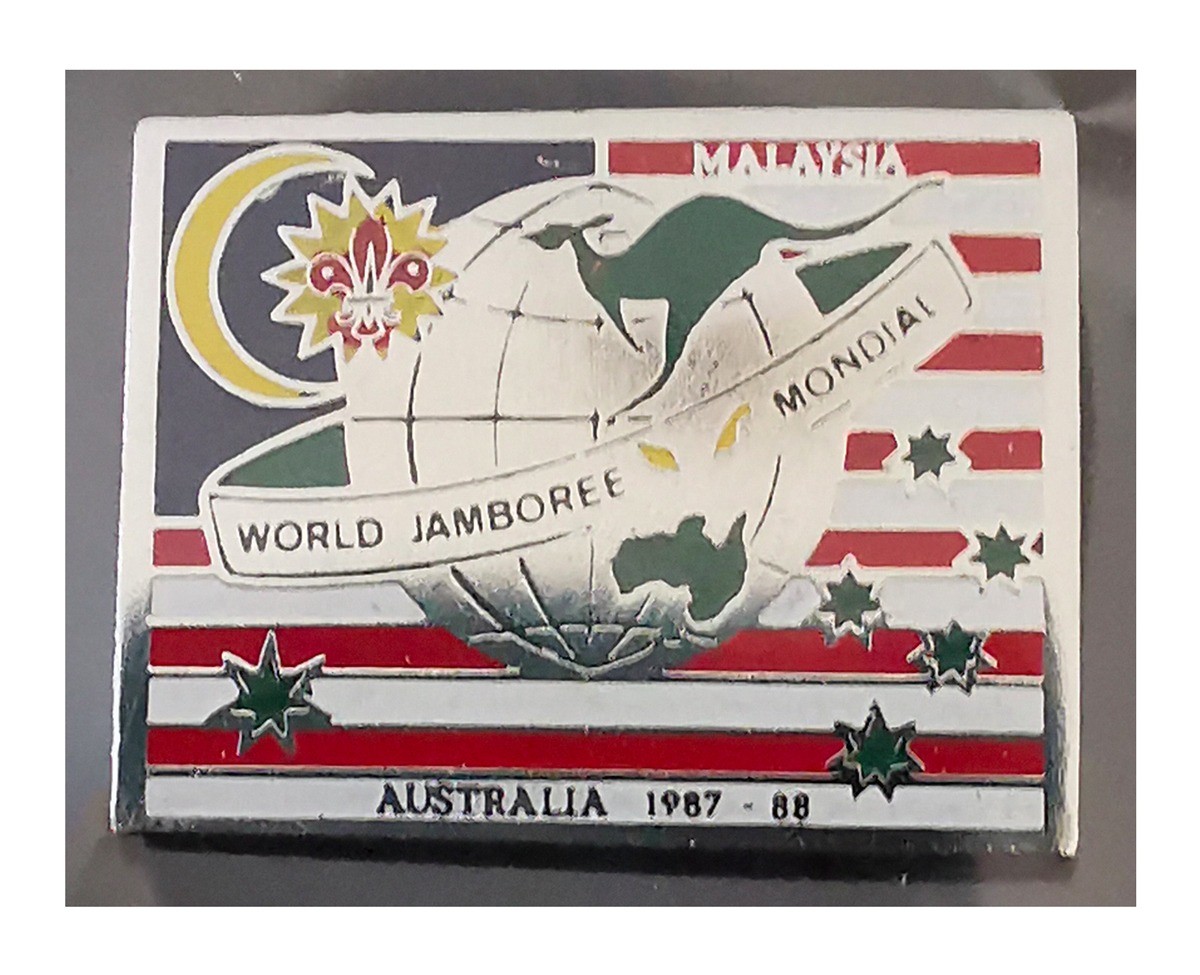 MALAYSIA
WORLD JAMBOREE MONDIAL
AUSTRALIA 1987 - 88